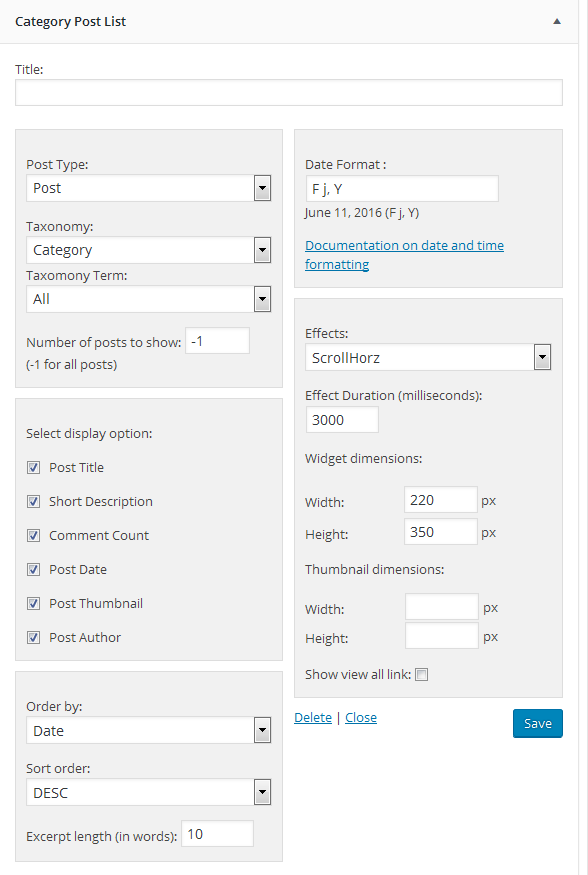 Category Post List
Title:
Post Type:
Post
Taxonomy:
Category
Taxomony Term:
All
Number of posts to show: -1
(-1 for all posts)
Select display option:
Post Title
Short Description
Comment Count
Post Date
Post Thumbnail
Post Author
Order by:
Date
Sort order:
DESC
Excerpt length (in words): 10
Date Format :
F j, Y
June 11, 2016 (F j, Y)
Documentation on date and time
formatting
Effects:
ScrollHorz
Effect Duration (milliseconds):
3000
Widget dimensions:
Width: 220 px
Height: 350 px
Thumbnail dimensions:
Width: px
Height: px
Show view all link:
Delete | Close
Save